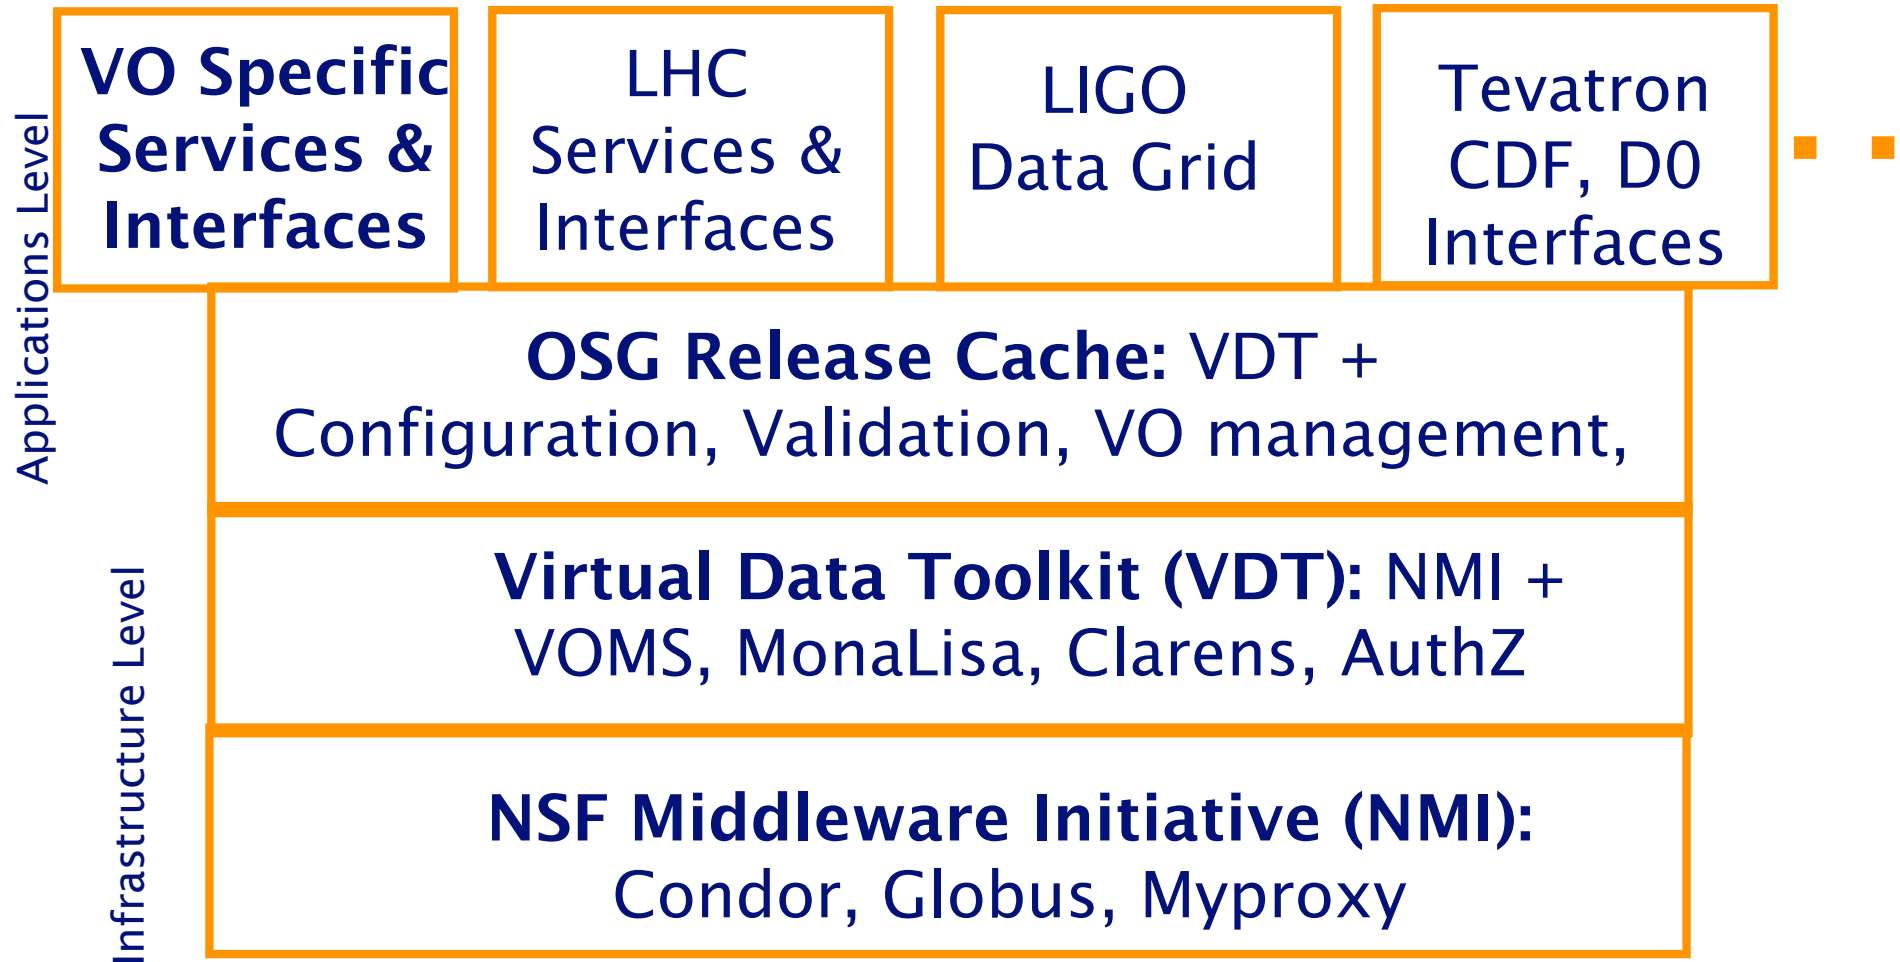 Applications Level
VO Specific
Services &
Interfaces
LHC
Services &
Interfaces
LIGO
Data Grid
Tevatron
CDF, D0
Interfaces
OSG Release Cache: VDT +
Configuration, Validation, VO management,
Infrastructure Level
Virtual Data Toolkit (VDT): NMI +
VOMS, MonaLisa, Clarens, AuthZ
NSF Middleware Initiative (NMI):
Condor, Globus, Myproxy